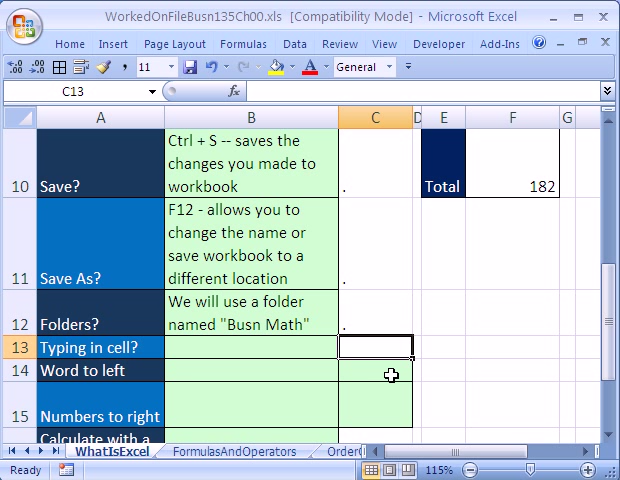 WorkedOnFileBusn135Ch00.xls [Compatibility Mode] - Microsoft Excel
Home Insert Page Layout Formulas Data Review View Developer Add-Ins
11 General
C13 fx
A B C D E F G
Ctrl + S -- saves the
changes you made to
10 Save? workbook . Total 182
F12 - allows you to
change the name or
save workbook to a
11 Save As? different location .
We will use a folder
12 Folders? named "Busn Math" .
13 Typing in cell?
14 Word to left
15 Numbers to right
Calculate with a
WhatIsExcel FormulasAndOperators
Ready 115%